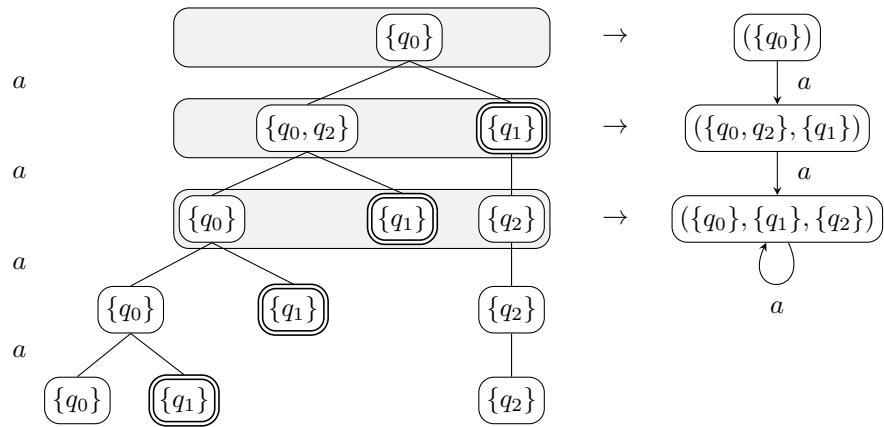 {q₀} → ({q₀})
a a
{q₀, q₂} {q₁} → ({q₀, q₂}, {q₁})
a a
{q₀} {q₁} {q₂} → ({q₀}, {q₁}, {q₂})
a
{q₀} {q₁} {q₂} a
a
{q₀} {q₁} {q₂}